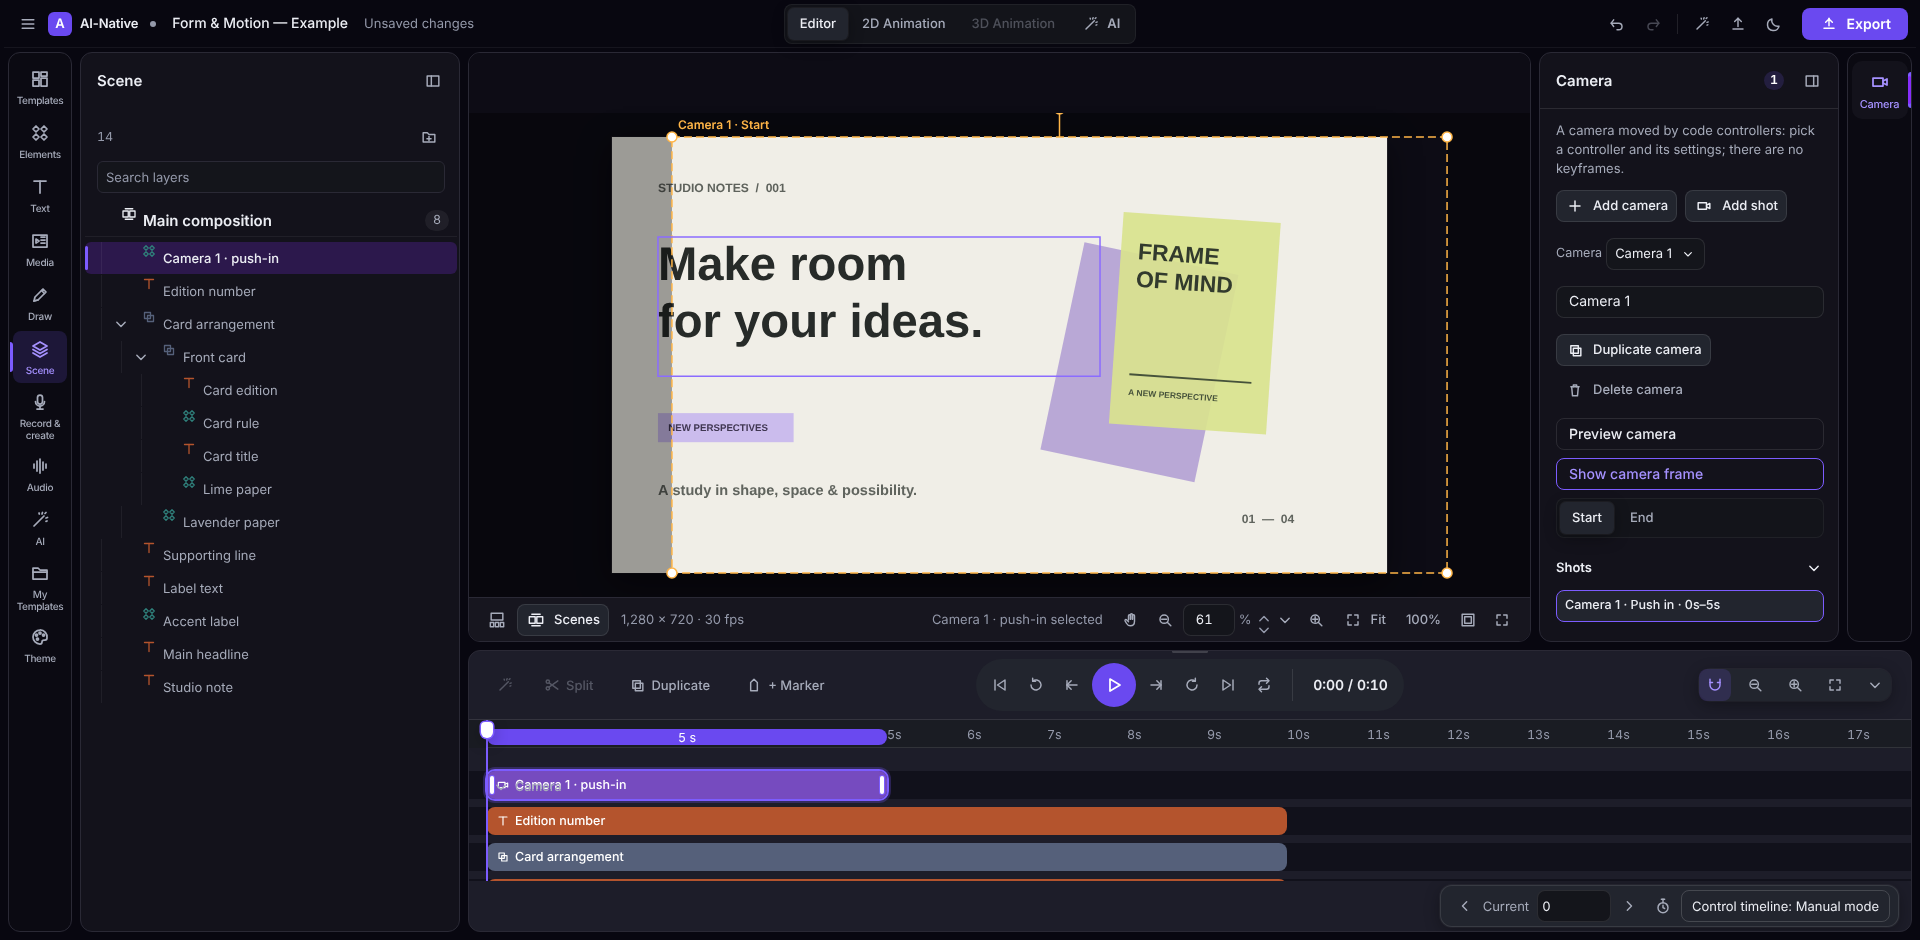 A AI-Native
Form & Motion — Example
Unsaved changes
Editor
2D Animation
3D Animation
AI
Export
Templates
Elements
Text
Media
Draw
Scene
Record & create
Audio
AI
My Templates
Theme
Scene
14
Search layers
Main composition 8
Camera 1 · push-in
Edition number
Card arrangement
Front card
Card edition
Card rule
Card title
Lime paper
Lavender paper
Supporting line
Label text
Accent label
Main headline
Studio note
Camera 1 · Start
STUDIO NOTES / 001
Make room
for your ideas.
NEW PERSPECTIVES
A study in shape, space & possibility.
FRAME
OF MIND
A NEW PERSPECTIVE
01 — 04
Scenes
1,280 × 720 · 30 fps
Camera 1 · push-in selected
61 %
Fit
100%
Camera 1
A camera moved by code controllers: pick
a controller and its settings; there are no
keyframes.
Add camera
Add shot
Camera Camera 1
Camera 1
Duplicate camera
Delete camera
Preview camera
Show camera frame
Start End
Shots
Camera 1 · Push in · 0s–5s
Camera
Split
Duplicate
+ Marker
0:00 / 0:10
5 s
5s 6s 7s 8s 9s 10s 11s 12s 13s 14s 15s 16s 17s
Camera 1 · push-in
Edition number
Card arrangement
Current 0
Control timeline: Manual mode